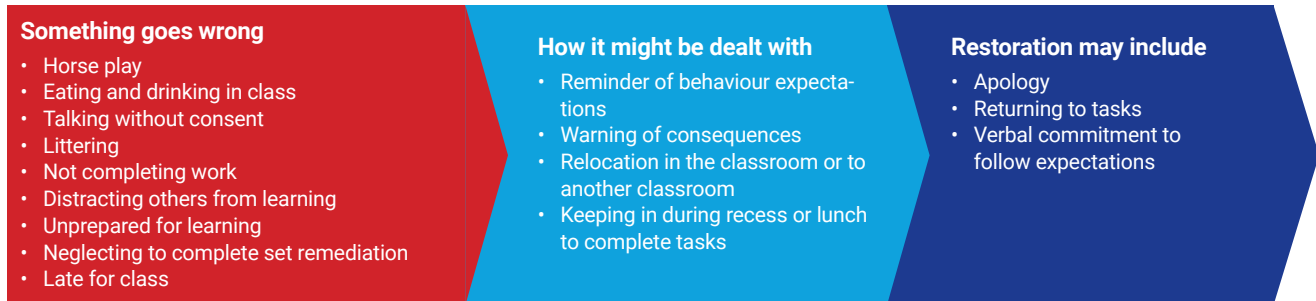 Something goes wrong
• Horse play
• Eating and drinking in class
• Talking without consent
• Littering
• Not completing work
• Distracting others from learning
• Unprepared for learning
• Neglecting to complete set remediation
• Late for class
How it might be dealt with
• Reminder of behaviour expecta-
tions
• Warning of consequences
• Relocation in the classroom or to
another classroom
• Keeping in during recess or lunch
to complete tasks
Restoration may include
• Apology
• Returning to tasks
• Verbal commitment to
follow expectations